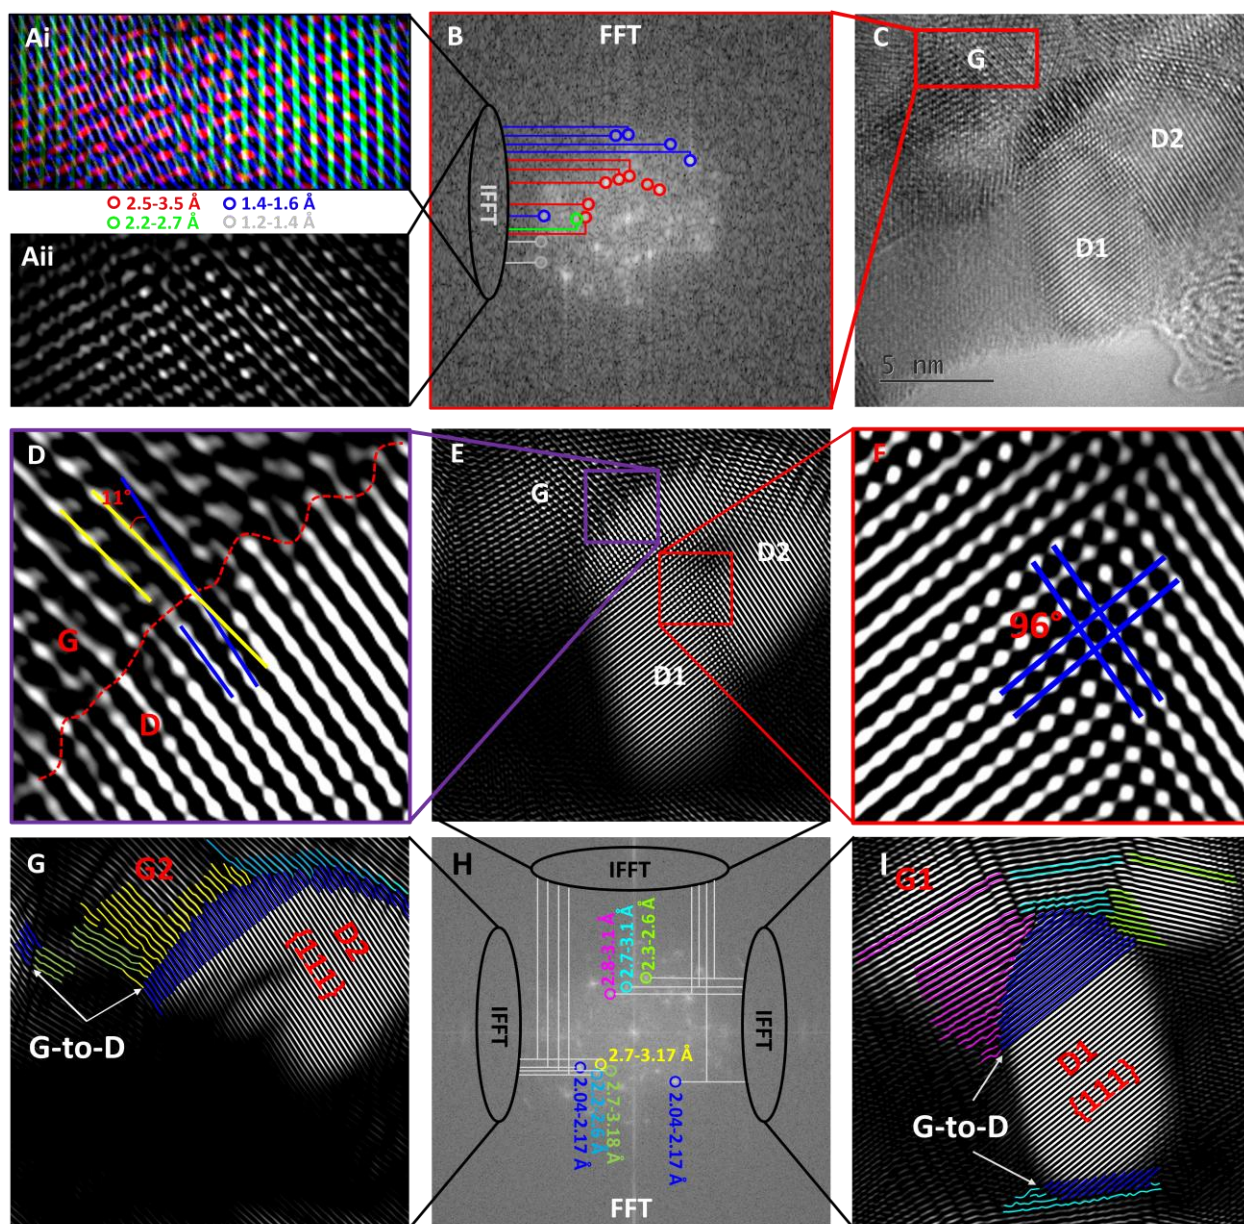 Ai
B
FFT
C
G
D2
D1
5 nm
IFFT
2.5-3.5 Å
1.4-1.6 Å
2.2-2.7 Å
1.2-1.4 Å
Aii
D
11°
G
D
E
G
D2
D1
F
96°
G
G2
D2
{111}
G-to-D
H
IFFT
IFFT
IFFT
2.8-3.1 Å
2.7-3.1 Å
2.3-2.6 Å
2.7-3.17 Å
2.04-2.17 Å
2.2-2.6 Å
2.7-3.18 Å
2.04-2.17 Å
FFT
I
G1
D1
{111}
G-to-D